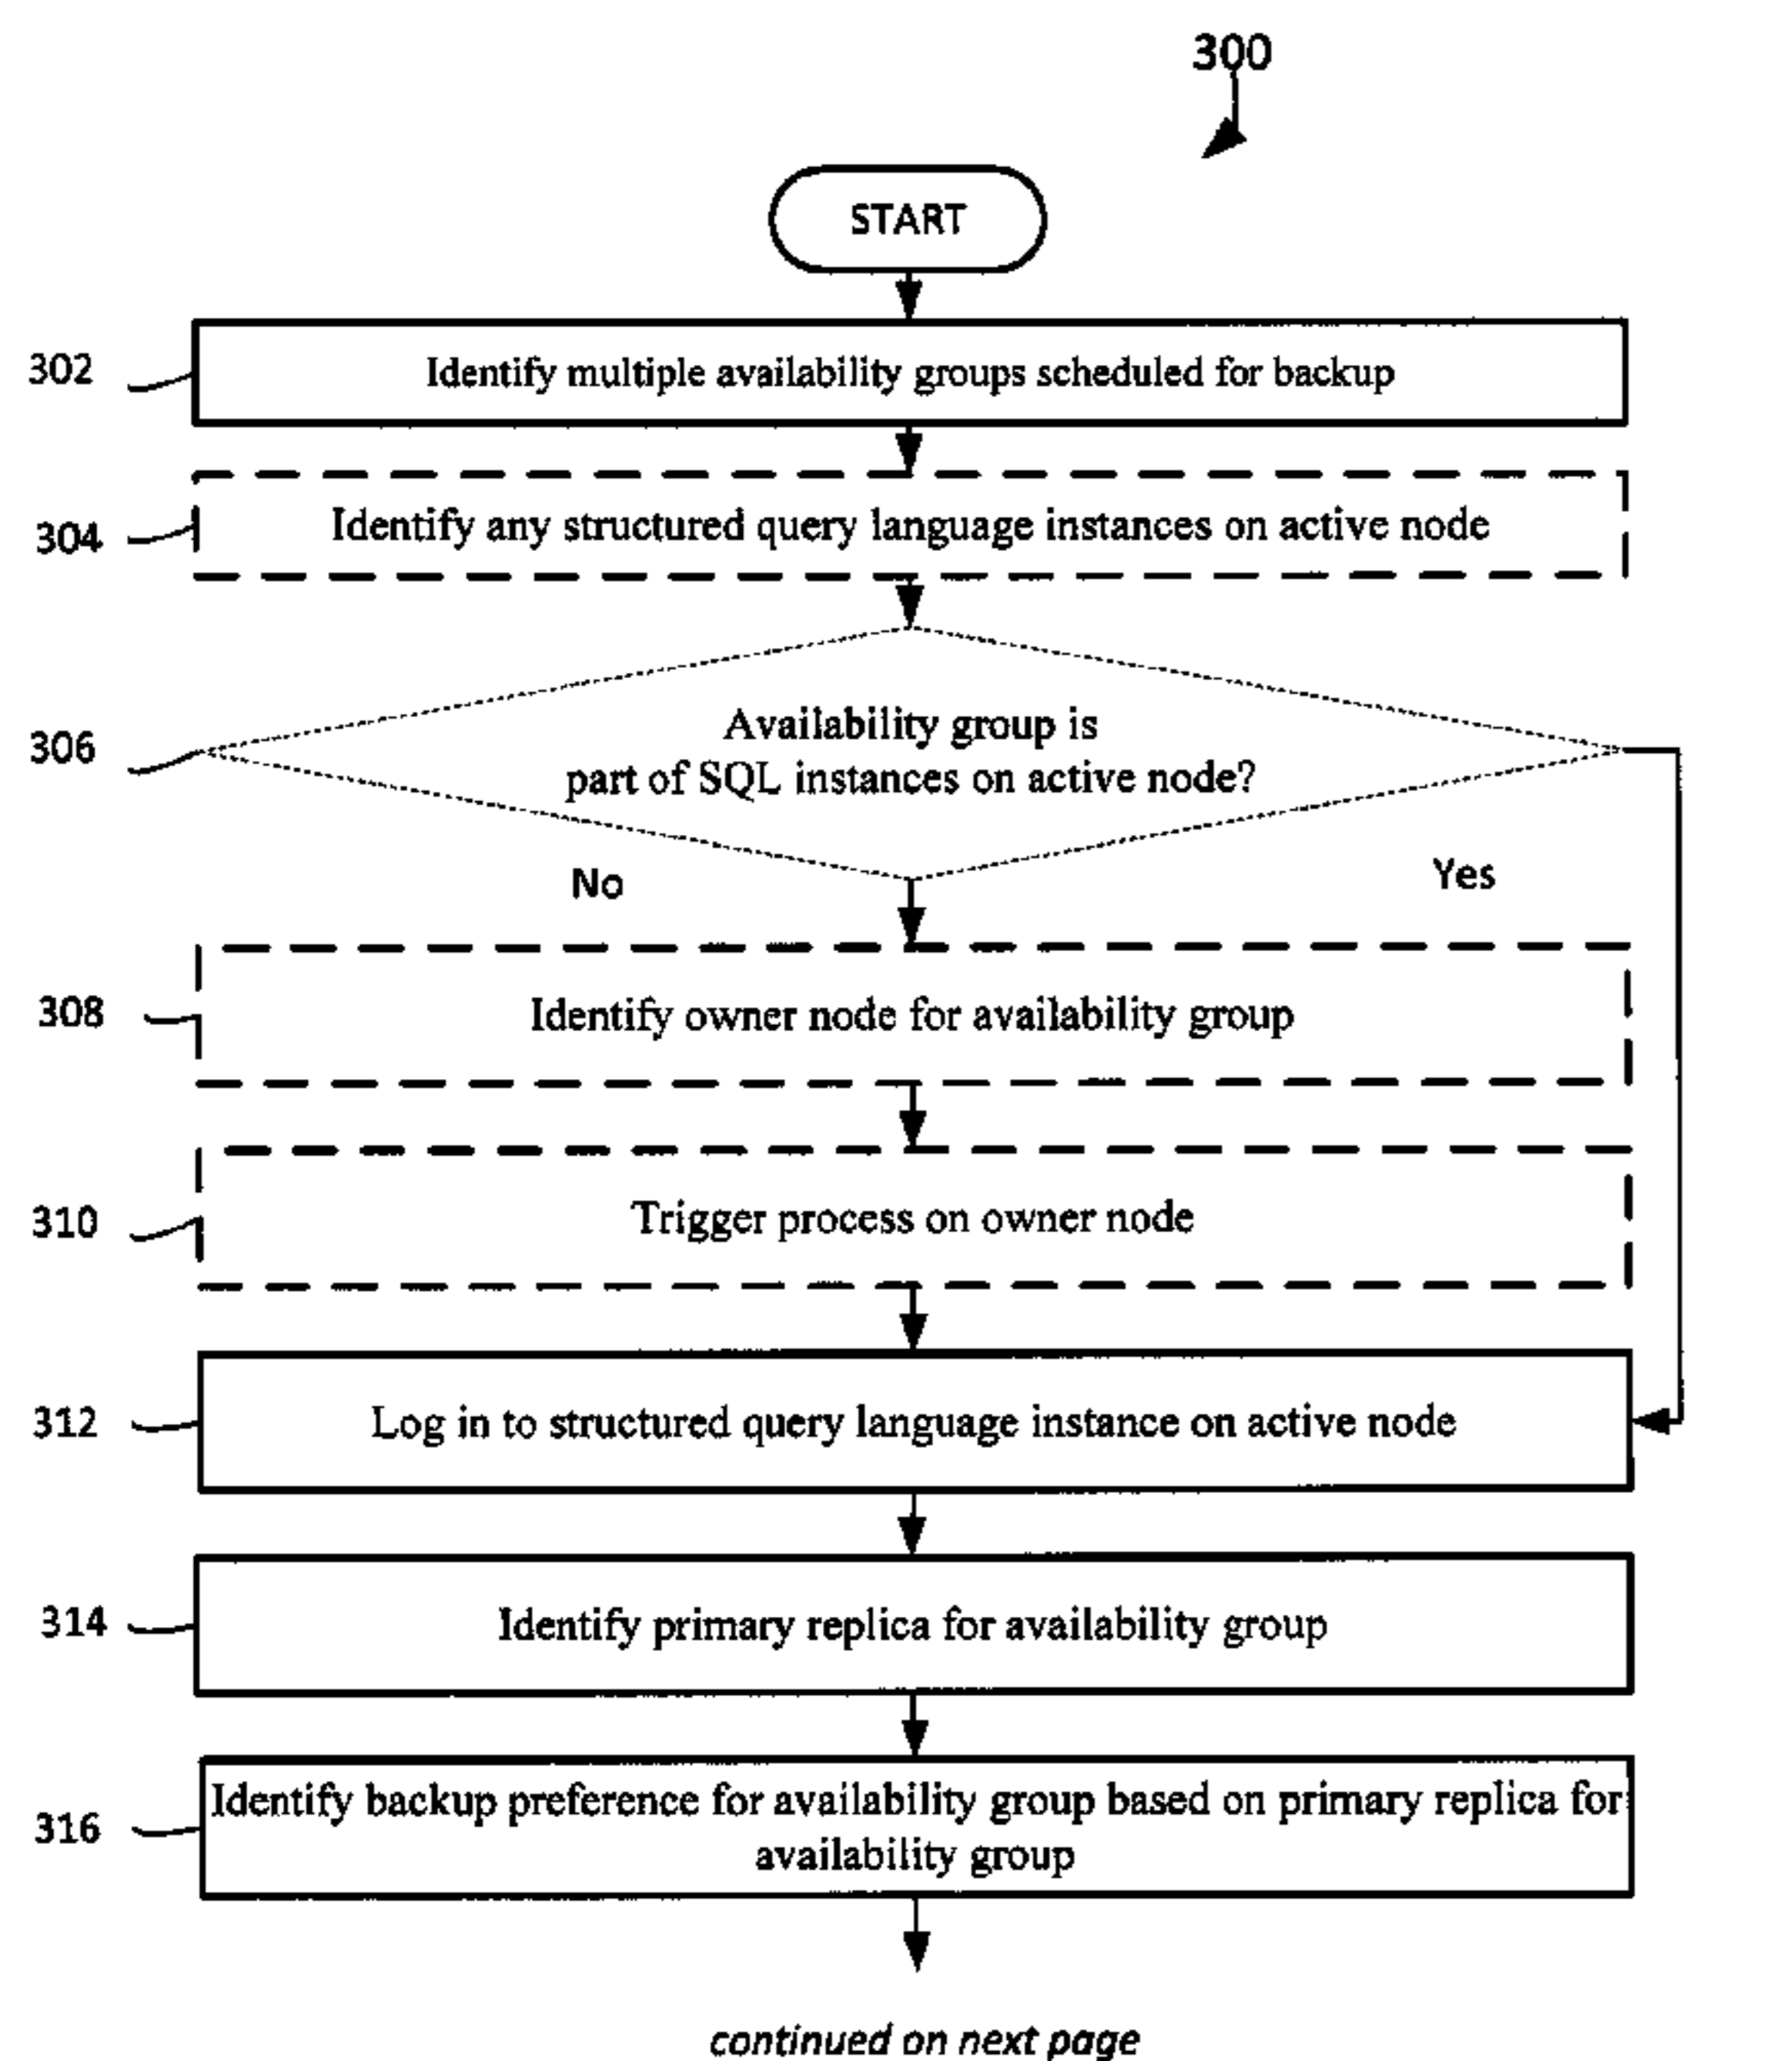 300
START
302
Identify multiple availability groups scheduled for backup
304
Identify any structured query language instances on active node
306
Availability group is
part of SQL instances on active node?
No
Yes
308
Identify owner node for availability group
310
Trigger process on owner node
312
Log in to structured query language instance on active node
314
Identify primary replica for availability group
316
Identify backup preference for availability group based on primary replica for
availability group
continued on next page